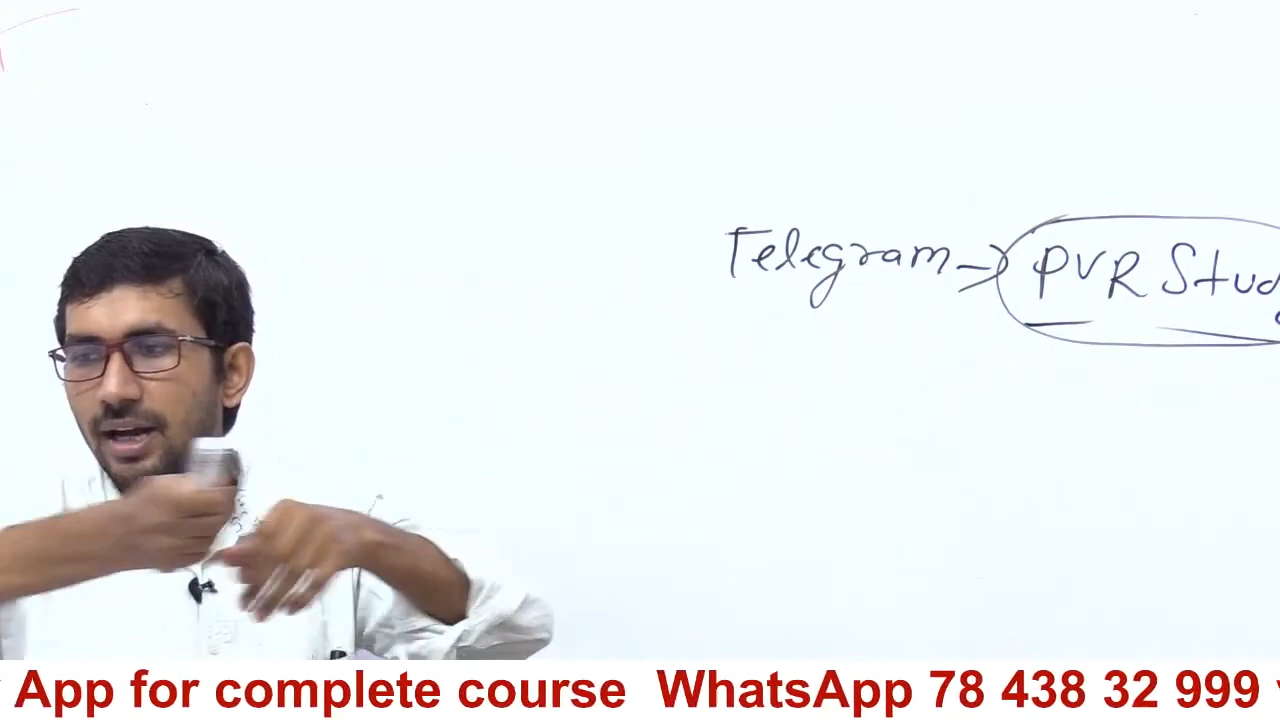 Telegram → PVR Stud
App for complete course WhatsApp 78 438 32 999